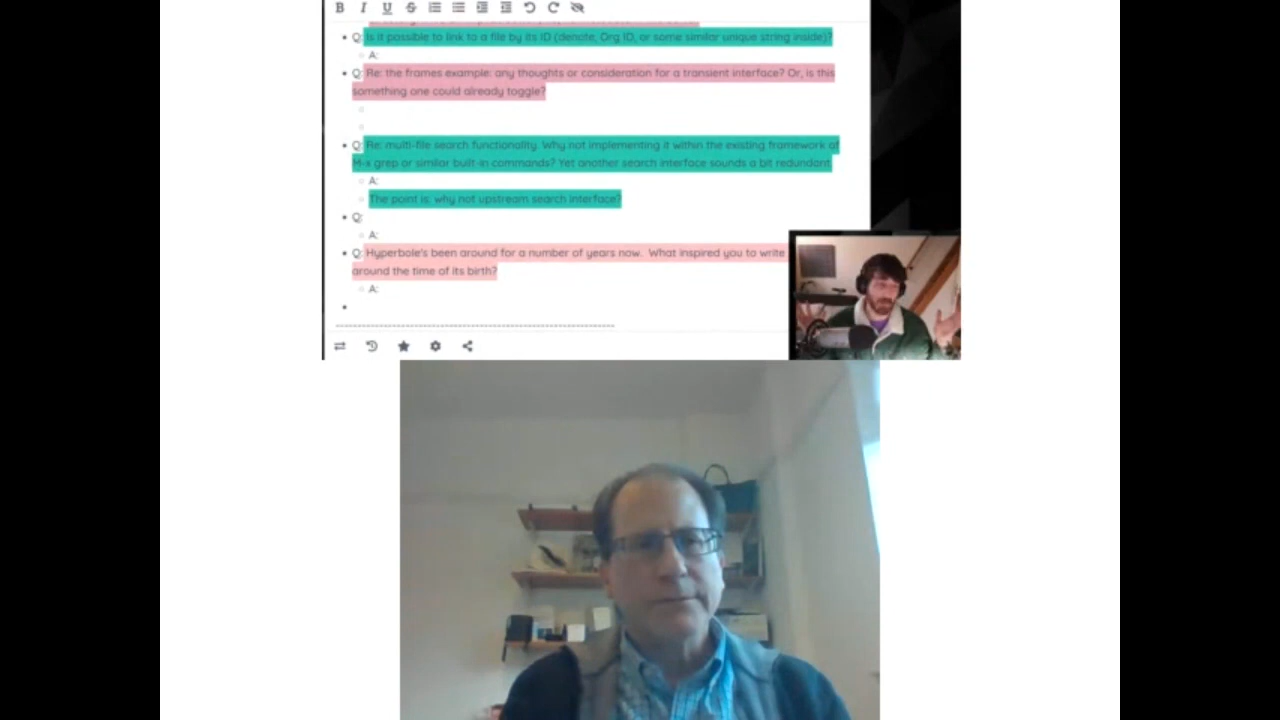 Q: Is it possible to link to a file by its ID (denote, Org ID, or some similar unique string inside)?
A:
Q: Re: the frames example: any thoughts or consideration for a transient interface? Or, is this
something one could already toggle?
Q: Re: multi-file search functionality. Why not implementing it within the existing framework of
M-x grep or similar built-in commands? Yet another search interface sounds a bit redundant.
A:
The point is: why not upstream search interface?
Q:
A:
Q: Hyperbole's been around for a number of years now. What inspired you to write
around the time of its birth?
A: